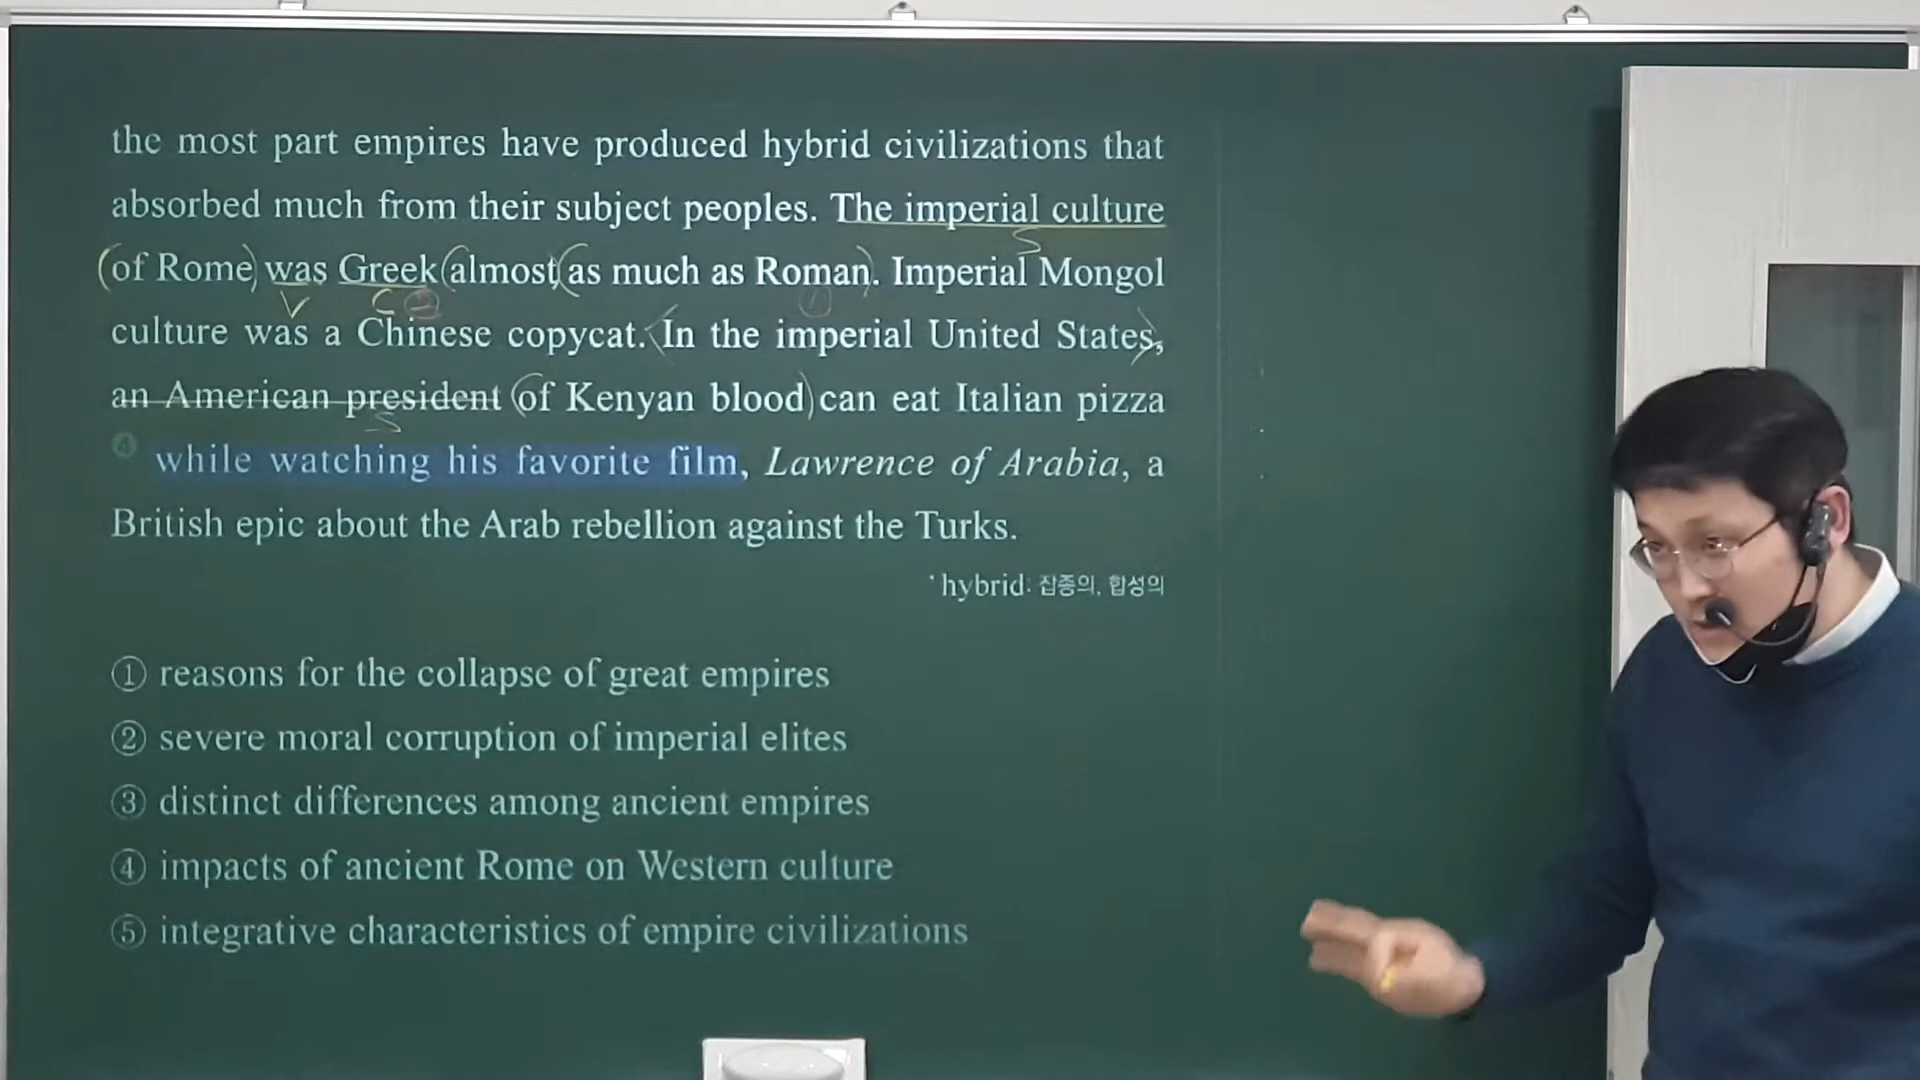 the most part empires have produced hybrid civilizations that
absorbed much from their subject peoples. The imperial culture
(of Rome) was Greek (almost (as much as Roman). Imperial Mongol
culture was a Chinese copycat. <In the imperial United States>,
an American president (of Kenyan blood) can eat Italian pizza
④ while watching his favorite film, Lawrence of Arabia, a
British epic about the Arab rebellion against the Turks.
*hybrid: 잡종의, 합성의
① reasons for the collapse of great empires
② severe moral corruption of imperial elites
③ distinct differences among ancient empires
④ impacts of ancient Rome on Western culture
⑤ integrative characteristics of empire civilizations